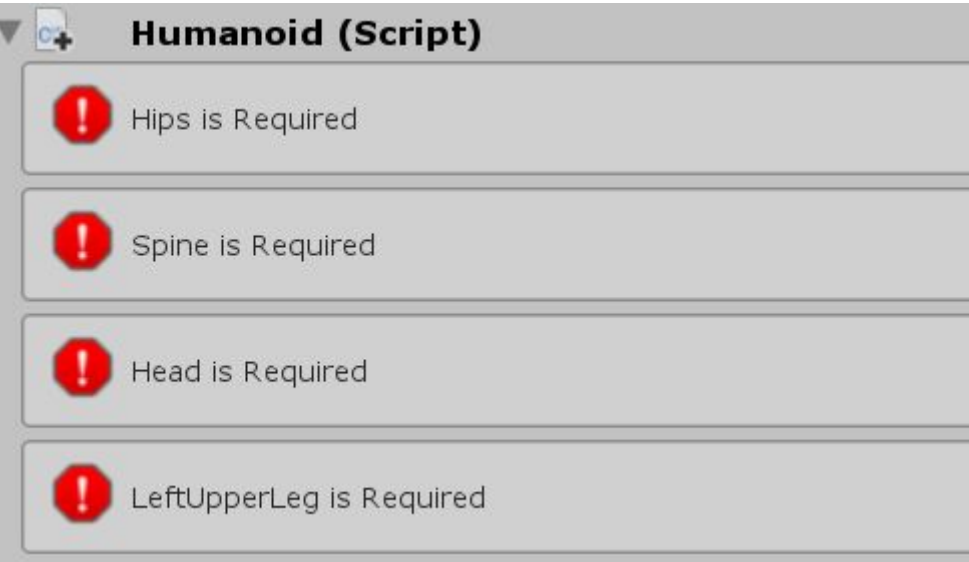 Humanoid (Script)
Hips is Required
Spine is Required
Head is Required
LeftUpperLeg is Required